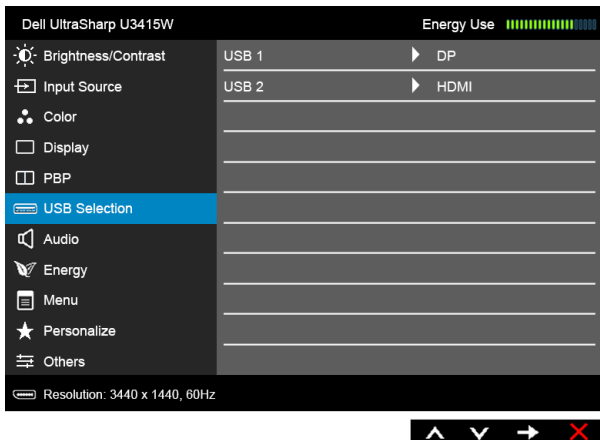 Dell UltraSharp U3415W Energy Use
Brightness/Contrast USB 1 DP
Input Source USB 2 HDMI
Color
Display
PBP
USB Selection
Audio
Energy
Menu
Personalize
Others
Resolution: 3440 x 1440, 60Hz